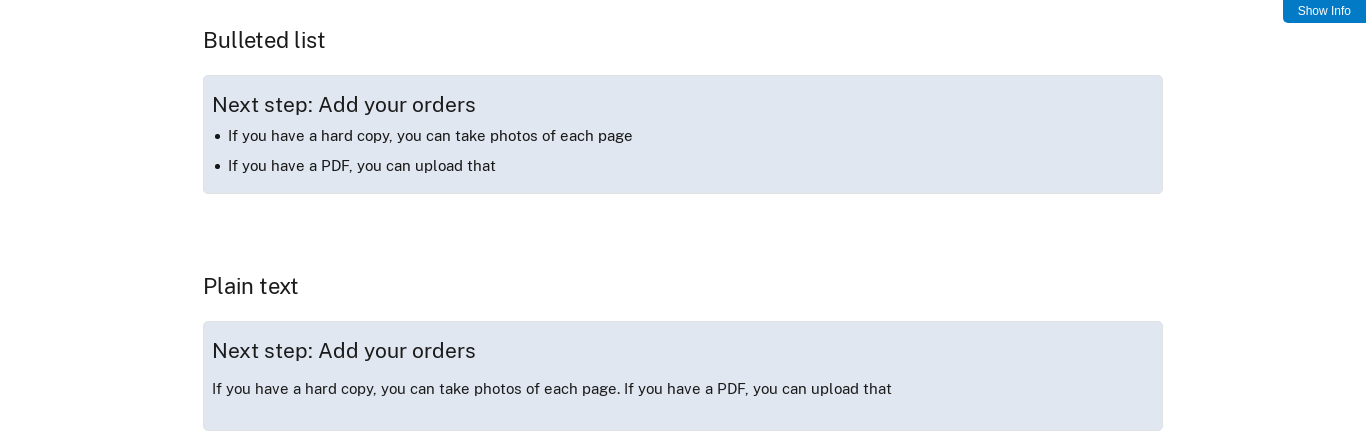 Show Info
Bulleted list
Next step: Add your orders
• If you have a hard copy, you can take photos of each page
• If you have a PDF, you can upload that
Plain text
Next step: Add your orders
If you have a hard copy, you can take photos of each page. If you have a PDF, you can upload that